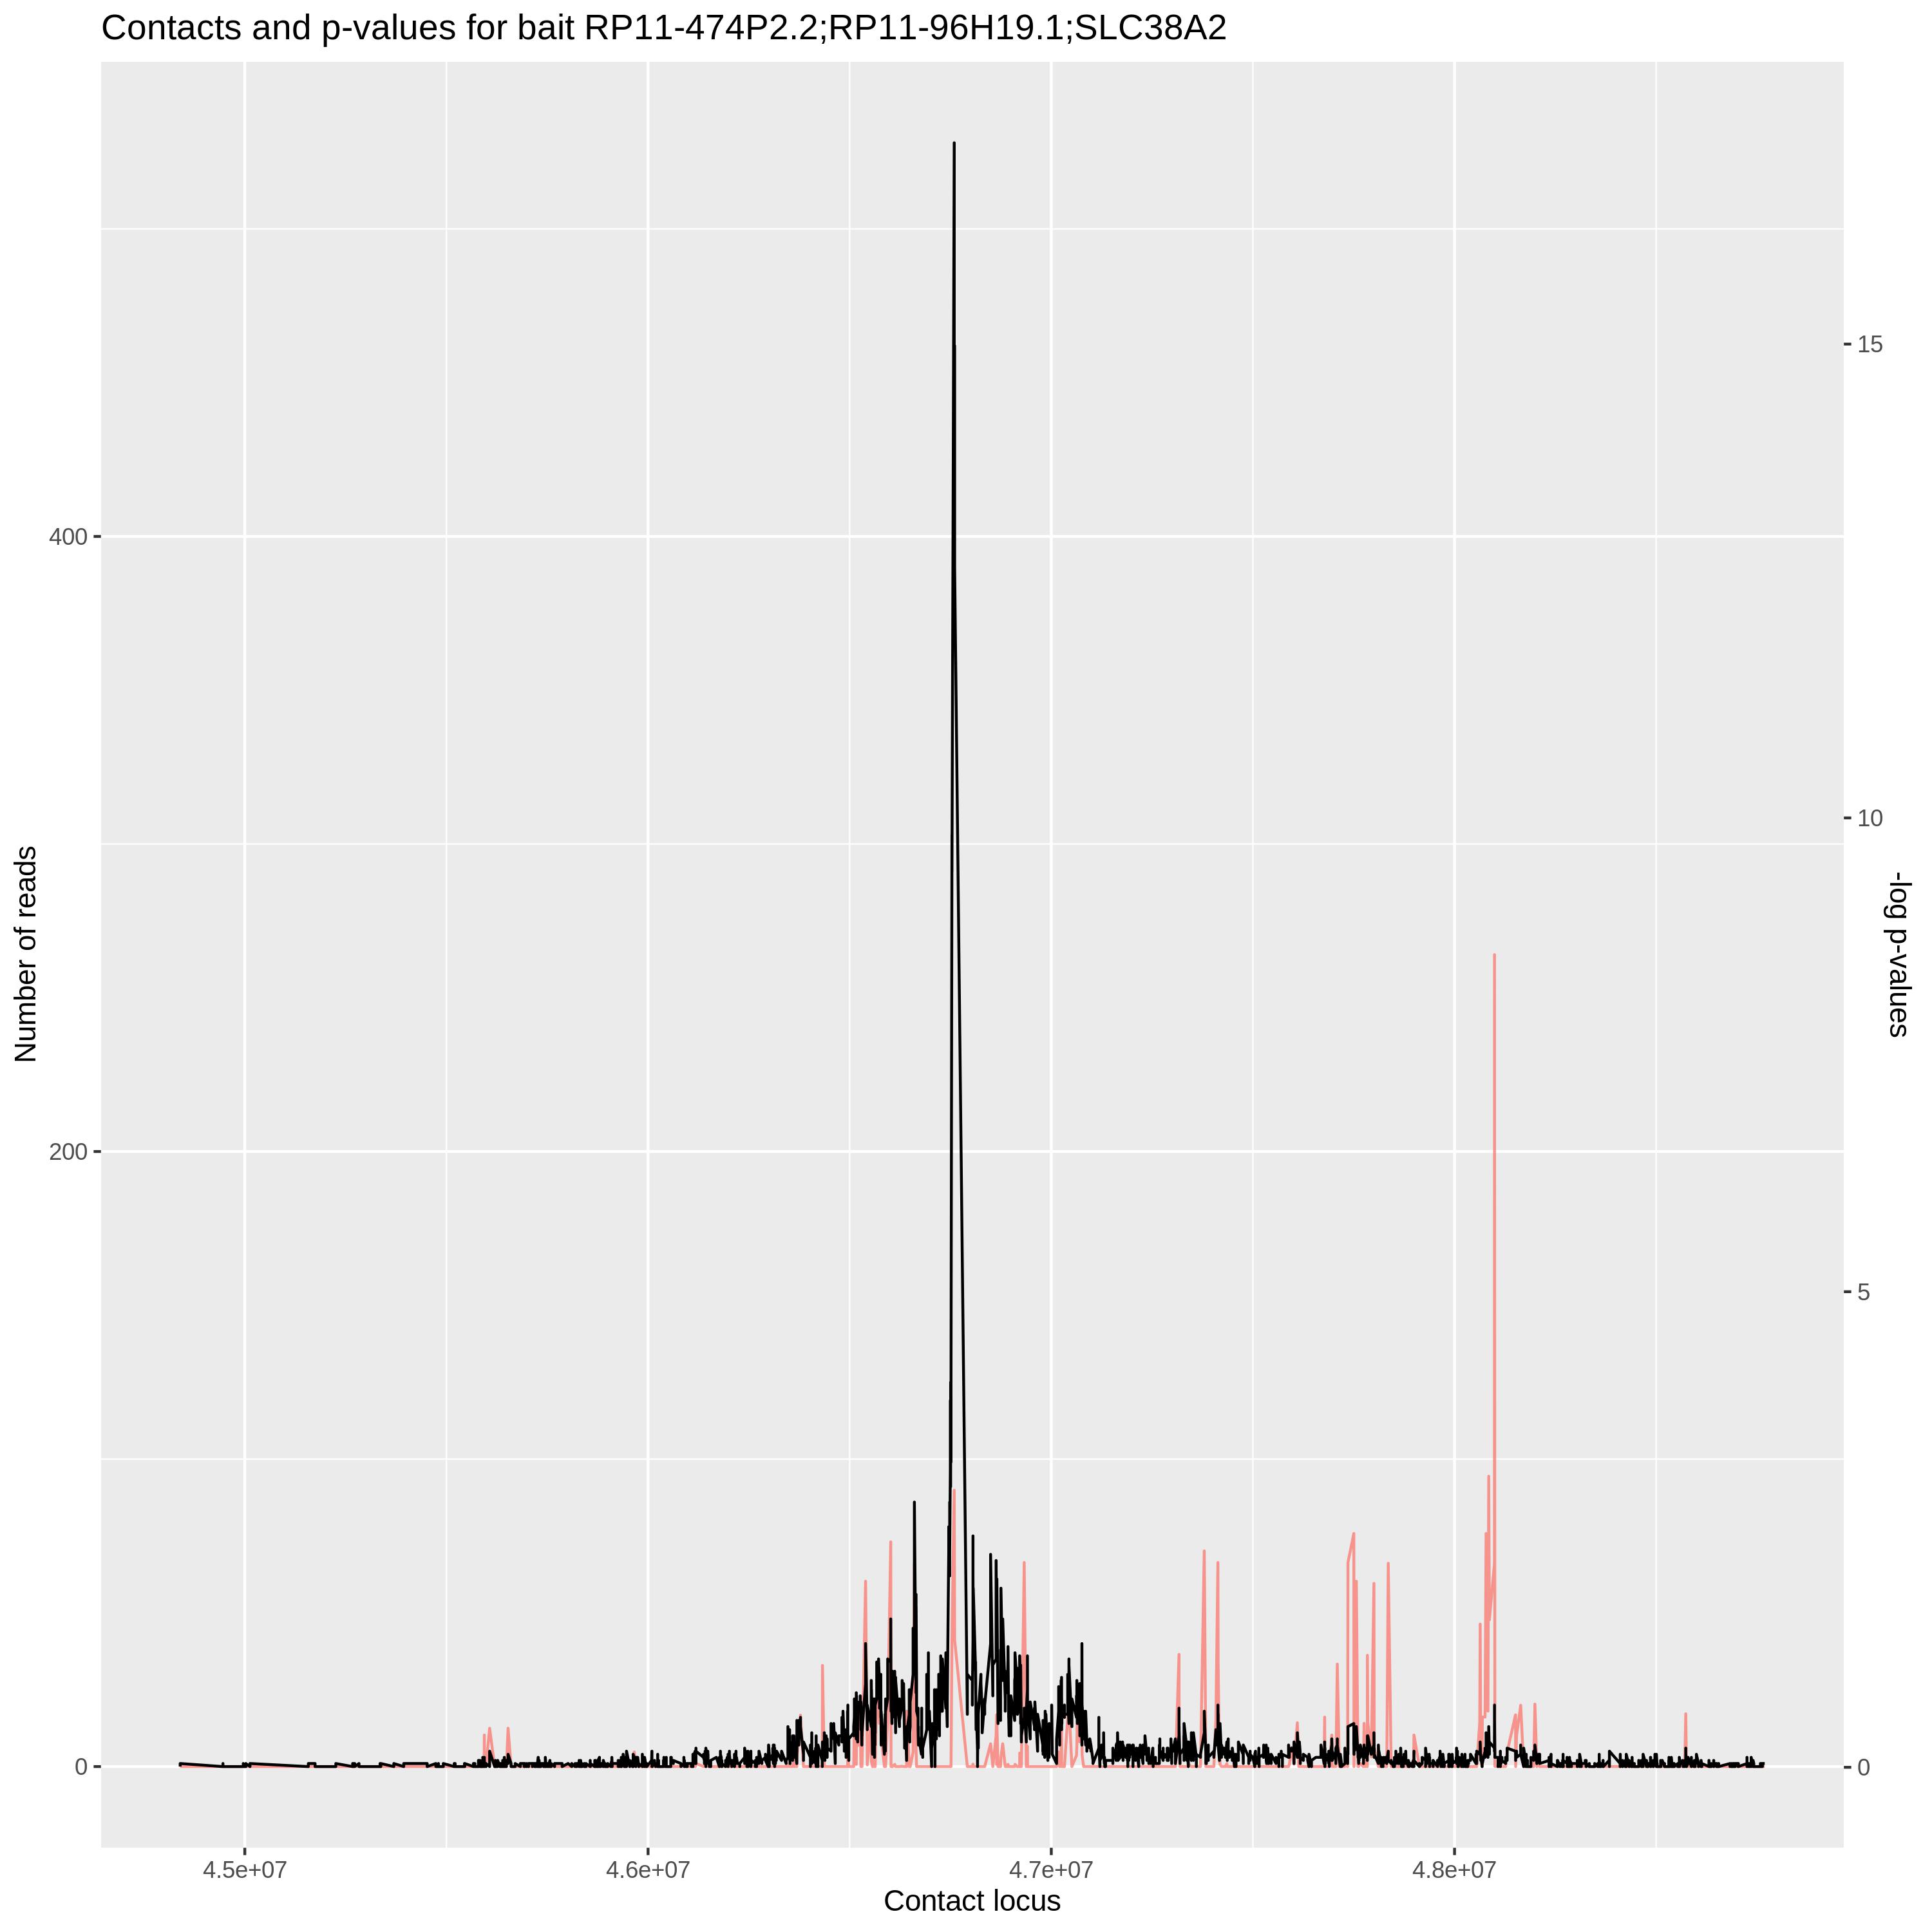 Contacts and p-values for bait RP11-474P2.2;RP11-96H19.1;SLC38A2
Number of reads
400
200
0
15
10
5
0
-log p-values
4.5e+07
4.6e+07
4.7e+07
4.8e+07
Contact locus